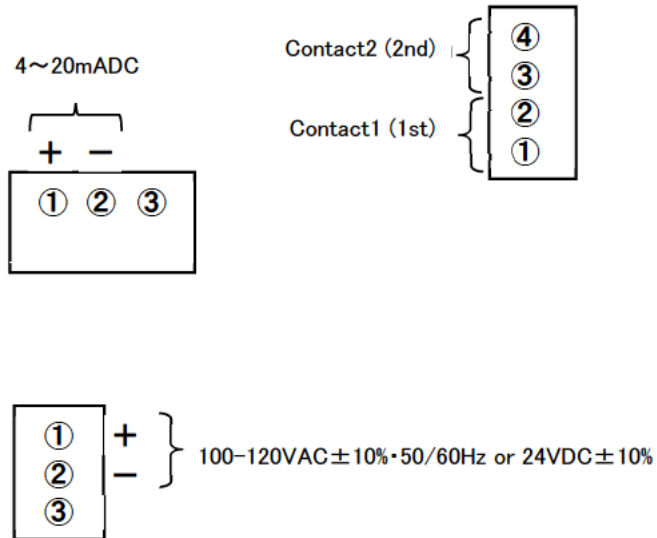 4～20mADC
+ −
① ② ③
Contact2 (2nd)
Contact1 (1st)
④
③
②
①
① +
② −
③
100-120VAC±10%･50/60Hz or 24VDC±10%